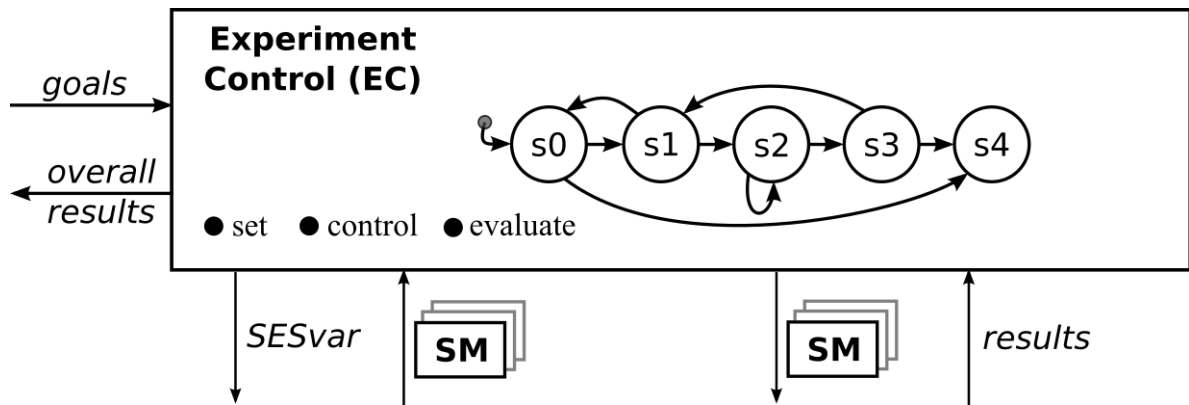 Experiment
Control (EC)
goals
s0
s1
s2
s3
s4
overall
results
● set ● control ● evaluate
SESvar
SM
SM
results